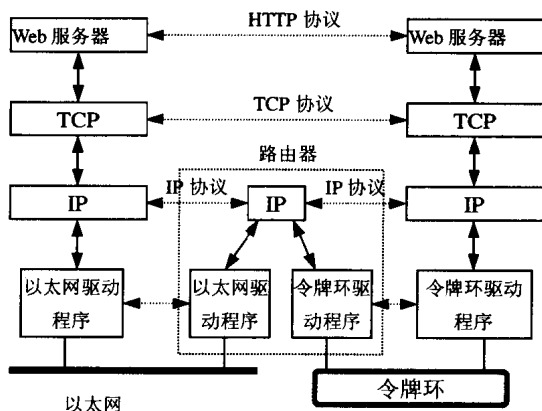 HTTP 协议
Web 服务器
Web 服务器
TCP 协议
TCP
TCP
路由器
IP 协议
IP 协议
IP
IP
IP
以太网驱动
程序
以太网驱
动程序
令牌环驱
动程序
令牌环驱动
程序
以太网
令牌环